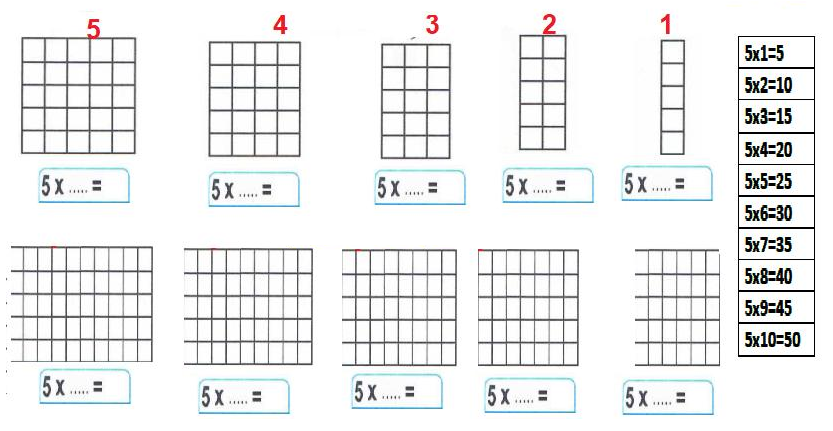 5 4 3 2 1
5 x ..... = 5 x ..... = 5 x ..... = 5 x ..... = 5 x ..... =
5 x ..... = 5 x ..... = 5 x ..... = 5 x ..... = 5 x ..... =
5x1=5
5x2=10
5x3=15
5x4=20
5x5=25
5x6=30
5x7=35
5x8=40
5x9=45
5x10=50